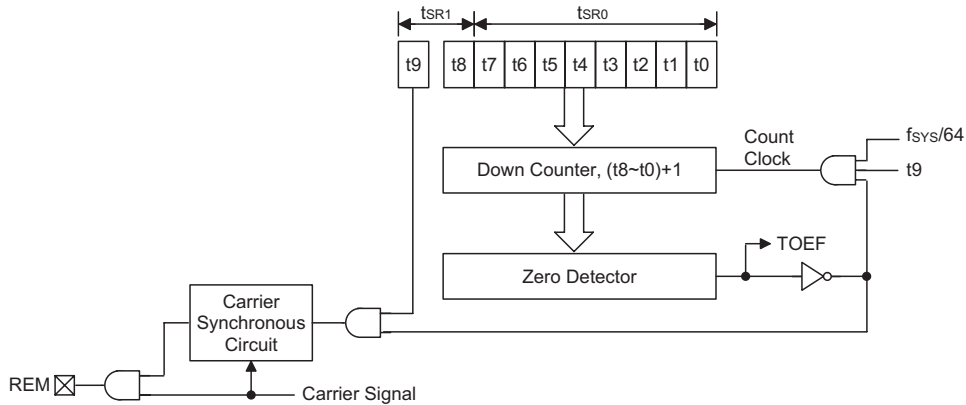 tSR1 tSR0
t9 t8 t7 t6 t5 t4 t3 t2 t1 t0
Down Counter, (t8~t0)+1
Count
Clock
fSYS/64
t9
TOEF
Zero Detector
Carrier
Synchronous
Circuit
REM
Carrier Signal